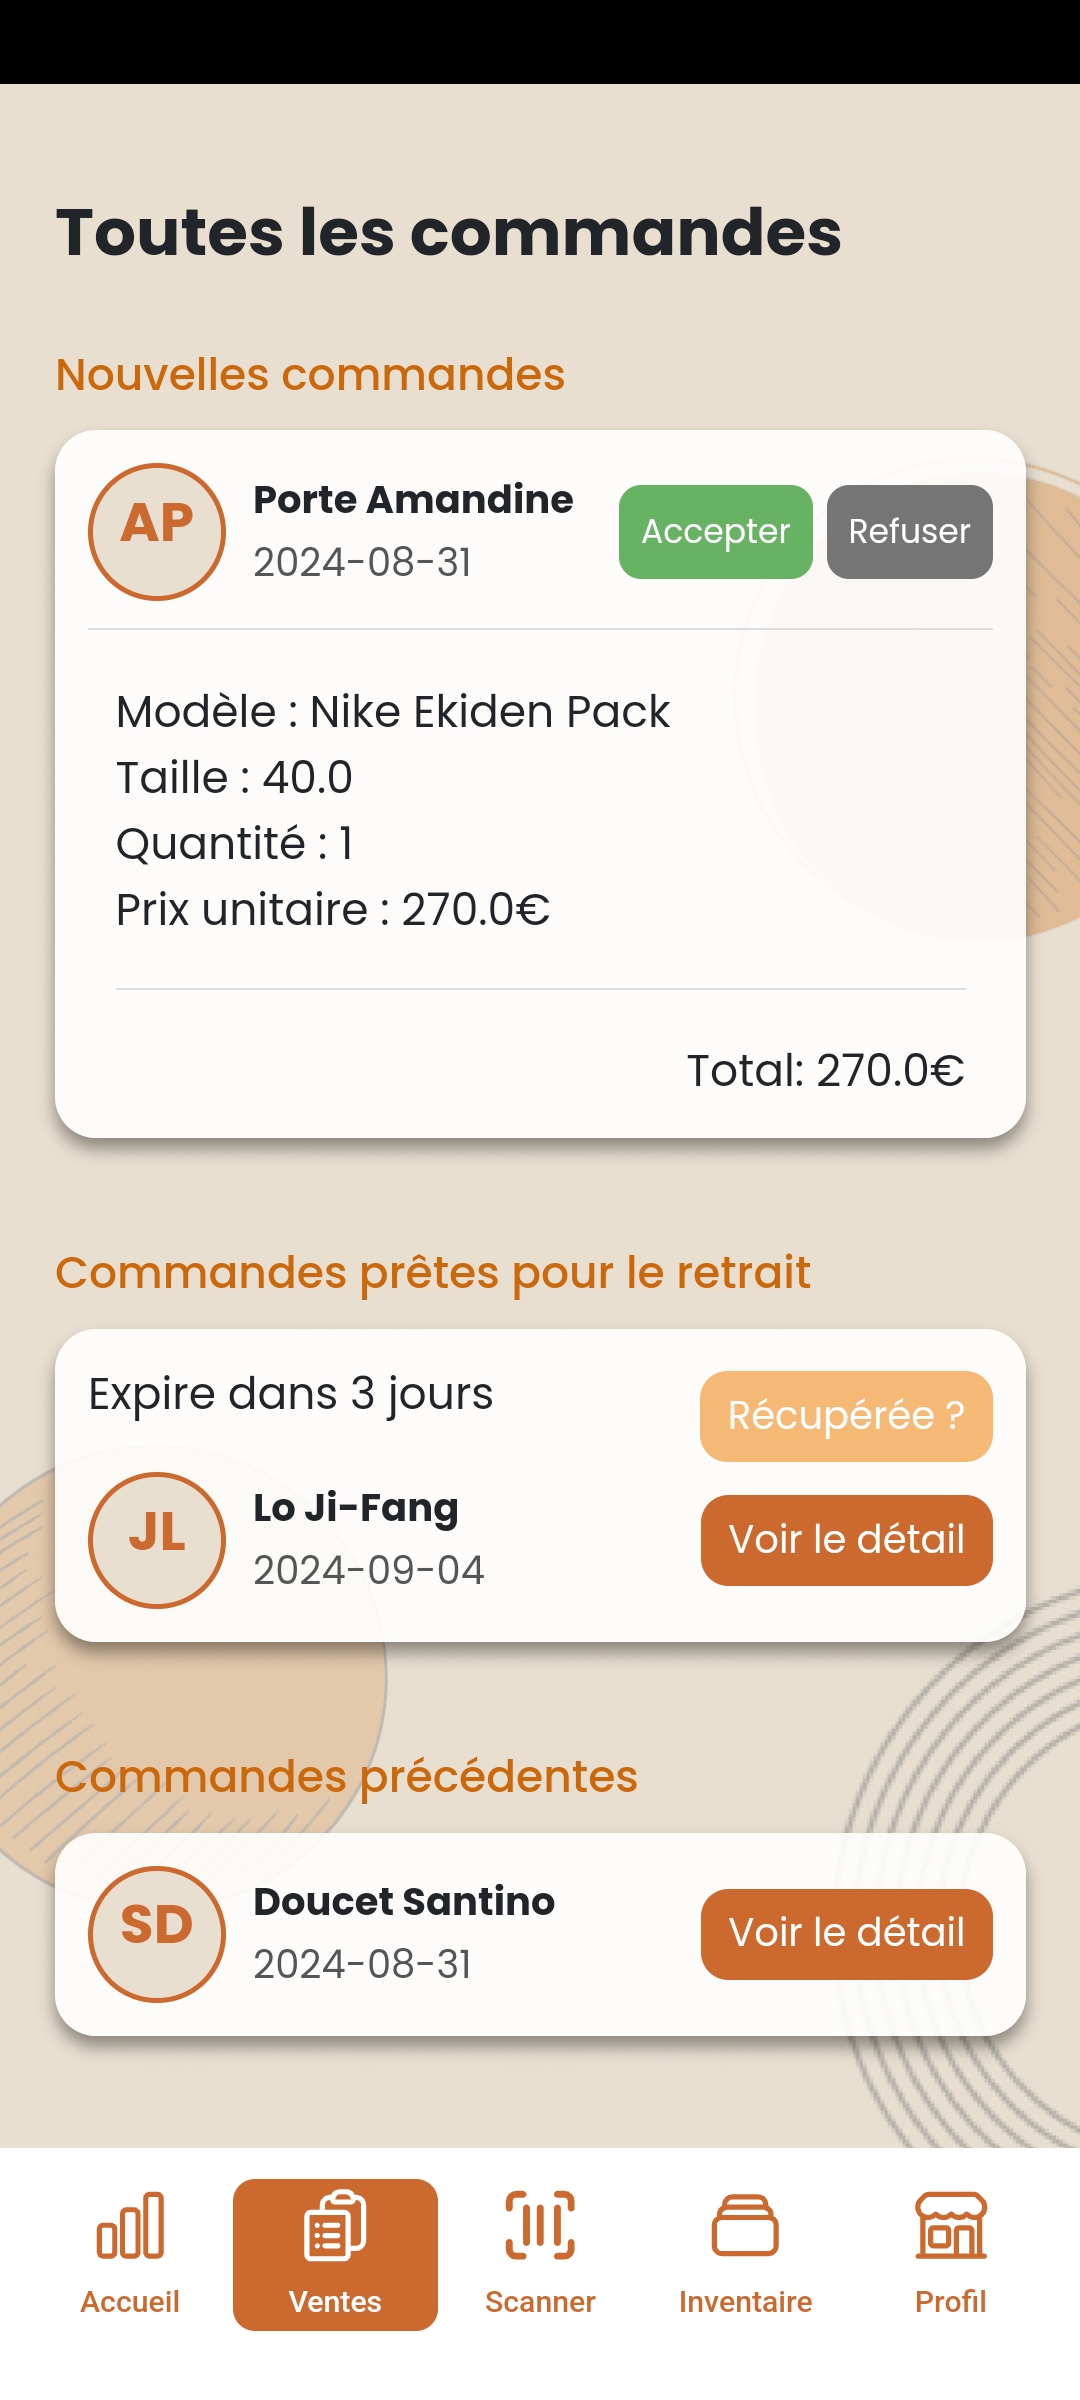 Toutes les commandes
Nouvelles commandes
AP
Porte Amandine
2024-08-31
Accepter
Refuser
Modèle : Nike Ekiden Pack
Taille : 40.0
Quantité : 1
Prix unitaire : 270.0€
Total: 270.0€
Commandes prêtes pour le retrait
Expire dans 3 jours
Récupérée ?
JL
Lo Ji-Fang
2024-09-04
Voir le détail
Commandes précédentes
SD
Doucet Santino
2024-08-31
Voir le détail
Accueil
Ventes
Scanner
Inventaire
Profil